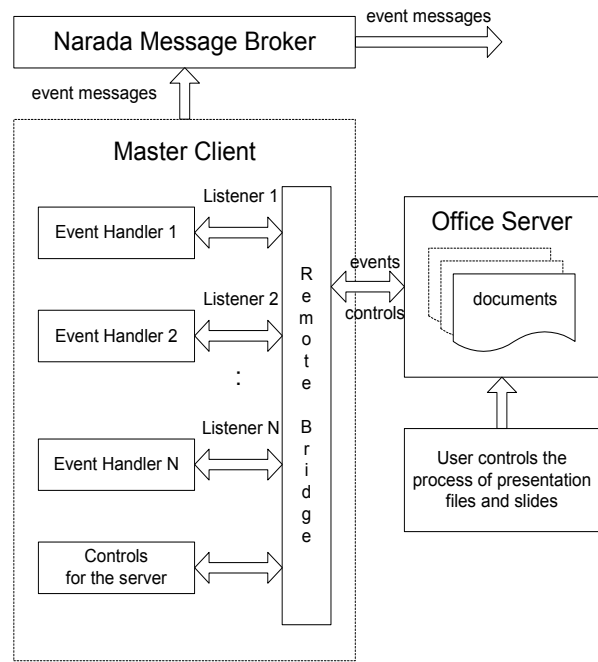 event messages
Narada Message Broker
event messages
Master Client
Listener 1
Event Handler 1
Listener 2
Event Handler 2
:
Listener N
Event Handler N
Controls
for the server
Remote Bridge
events
controls
Office Server
documents
User controls the
process of presentation
files and slides